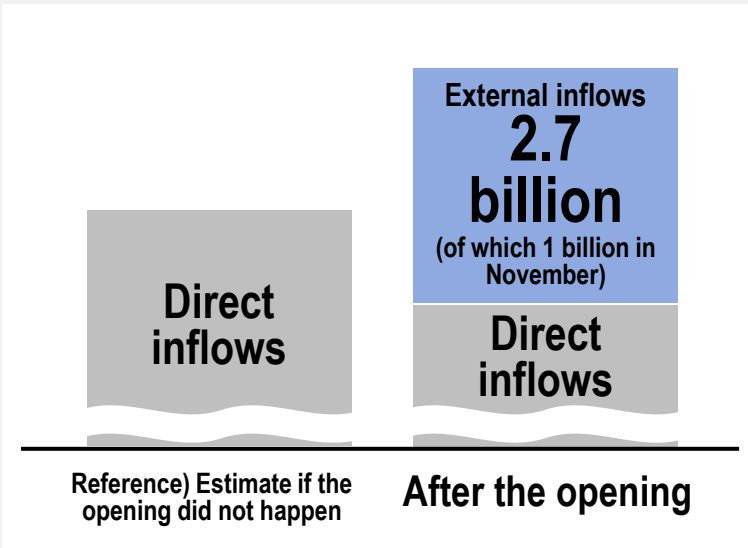 External inflows
2.7
billion
(of which 1 billion in
November)
Direct
inflows
Direct
inflows
Reference) Estimate if the
opening did not happen
After the opening